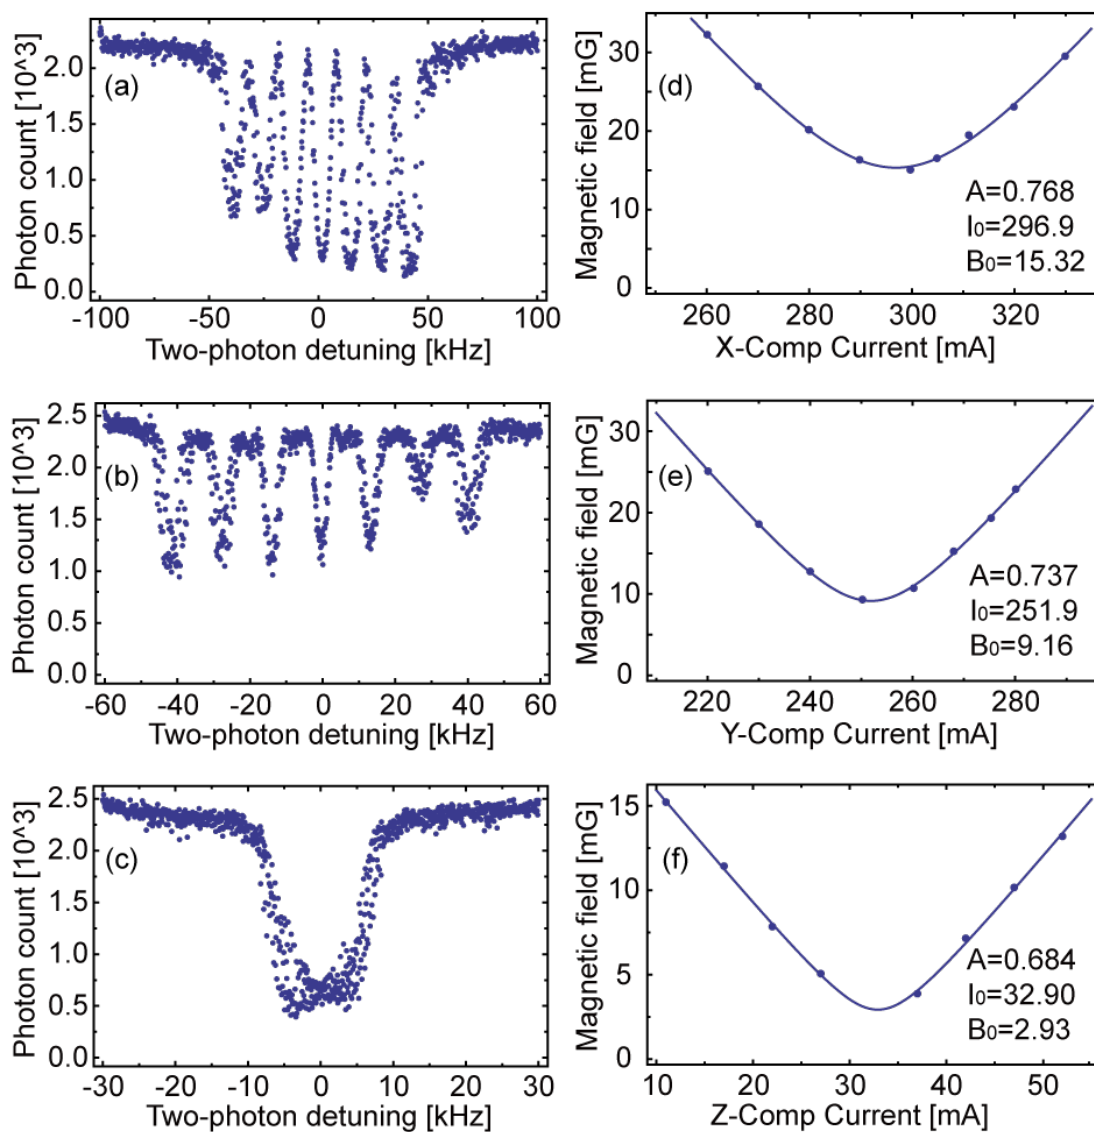 Photon count [10^3]
2.0
1.5
1.0
0.5
0.0
(a)
-100 -50 0 50 100
Two-photon detuning [kHz]
Magnetic field [mG]
30
20
10
0
(d)
A=0.768
I₀=296.9
B₀=15.32
260 280 300 320
X-Comp Current [mA]
Photon count [10^3]
2.5
2.0
1.5
1.0
0.5
0.0
(b)
-60 -40 -20 0 20 40 60
Two-photon detuning [kHz]
Magnetic field [mG]
30
20
10
0
(e)
A=0.737
I₀=251.9
B₀=9.16
220 240 260 280
Y-Comp Current [mA]
Photon count [10^3]
2.5
2.0
1.5
1.0
0.5
0.0
(c)
-30 -20 -10 0 10 20 30
Two-photon detuning [kHz]
Magnetic field [mG]
15
10
5
0
(f)
A=0.684
I₀=32.90
B₀=2.93
10 20 30 40 50
Z-Comp Current [mA]